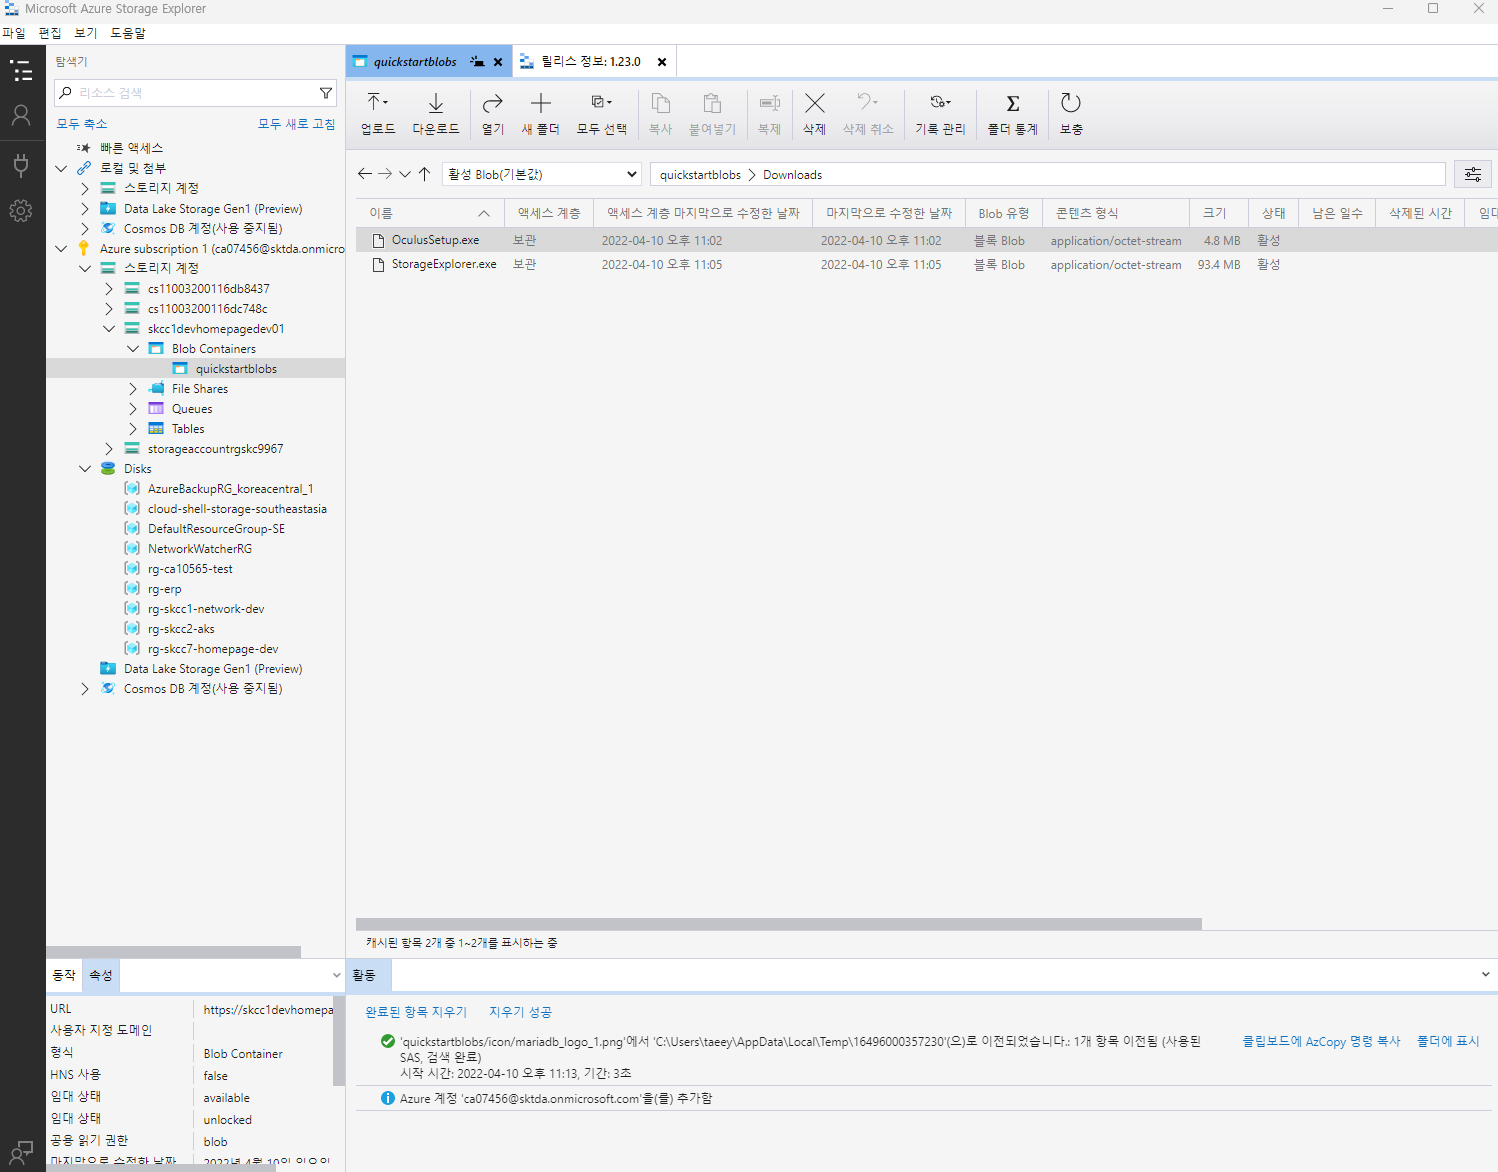 Microsoft Azure Storage Explorer
파일 편집 보기 도움말
탐색기
리소스 검색
모두 축소 모두 새로 고침
빠른 액세스
로컬 및 첨부
스토리지 계정
Data Lake Storage Gen1 (Preview)
Cosmos DB 계정(사용 중지됨)
Azure subscription 1 (ca07456@sktda.onmicro
스토리지 계정
cs11003200116db8437
cs11003200116dc748c
skcc1devhomepagedev01
Blob Containers
quickstartblobs
File Shares
Queues
Tables
storageaccountrgskc9967
Disks
AzureBackupRG_koreacentral_1
cloud-shell-storage-southeastasia
DefaultResourceGroup-SE
NetworkWatcherRG
rg-ca10565-test
rg-erp
rg-skcc1-network-dev
rg-skcc2-aks
rg-skcc7-homepage-dev
Data Lake Storage Gen1 (Preview)
Cosmos DB 계정(사용 중지됨)
동작 속성
URL https://skcc1devhomepa
사용자 지정 도메인
형식 Blob Container
HNS 사용 false
임대 상태 available
임대 상태 unlocked
공용 읽기 권한 blob
마지막으로 수정한 날짜 2022년 4월 10일 일요일
quickstartblobs 릴리스 정보: 1.23.0
업로드 다운로드 열기 새 폴더 모두 선택 복사 붙여넣기 복제 삭제 삭제 취소 기록 관리 폴더 통계 보충
활성 Blob(기본값) quickstartblobs Downloads
이름 액세스 계층 액세스 계층 마지막으로 수정한 날짜 마지막으로 수정한 날짜 Blob 유형 콘텐츠 형식 크기 상태 남은 일수 삭제된 시간 임대
OculusSetup.exe 보관 2022-04-10 오후 11:02 2022-04-10 오후 11:02 블록 Blob application/octet-stream 4.8 MB 활성
StorageExplorer.exe 보관 2022-04-10 오후 11:05 2022-04-10 오후 11:05 블록 Blob application/octet-stream 93.4 MB 활성
캐시된 항목 2개 중 1~2개를 표시하는 중
활동
완료된 항목 지우기 지우기 성공
'quickstartblobs/icon/mariadb_logo_1.png'에서 'C:\Users\taeey\AppData\Local\Temp\16496000357230'(으)로 이전되었습니다.: 1개 항목 이전됨 (사용된 클립보드에 AzCopy 명령 복사 폴더에 표시
SAS, 검색 완료)
시작 시간: 2022-04-10 오후 11:13, 기간: 3초
Azure 계정 'ca07456@sktda.onmicrosoft.com'을(를) 추가함